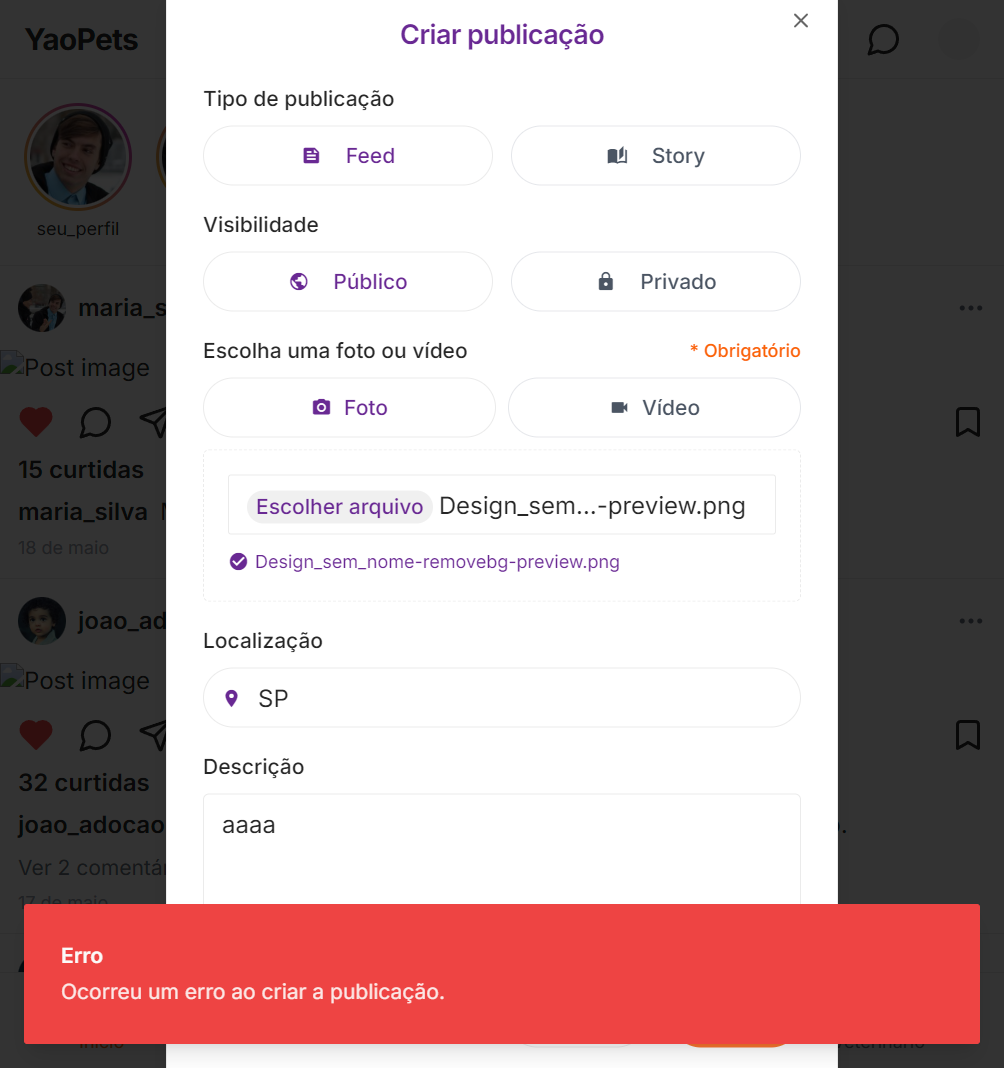 YaoPets
Criar publicação
Tipo de publicação
Feed
Story
seu_perfil
Visibilidade
Público
Privado
maria_s
Escolha uma foto ou vídeo
* Obrigatório
Post image
Foto
Vídeo
15 curtidas
Escolher arquivo Design_sem...-preview.png
maria_silva
18 de maio
Design_sem_nome-removebg-preview.png
joao_ad
Localização
Post image
SP
Descrição
32 curtidas
joao_adocao
aaaa
Ver 2 comentár
17 de maio
Erro
Ocorreu um erro ao criar a publicação.